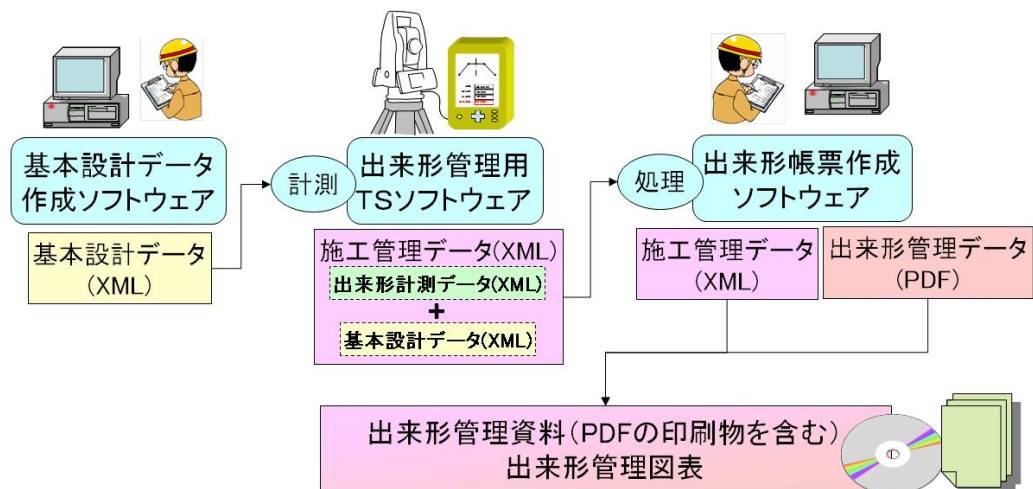 基本設計データ
作成ソフトウェア
計測
出来形管理用
TSソフトウェア
処理
出来形帳票作成
ソフトウェア
基本設計データ
(XML)
施工管理データ(XML)
出来形計測データ(XML)
+
基本設計データ(XML)
施工管理データ
(XML)
出来形管理データ
(PDF)
出来形管理資料(PDFの印刷物を含む)
出来形管理図表